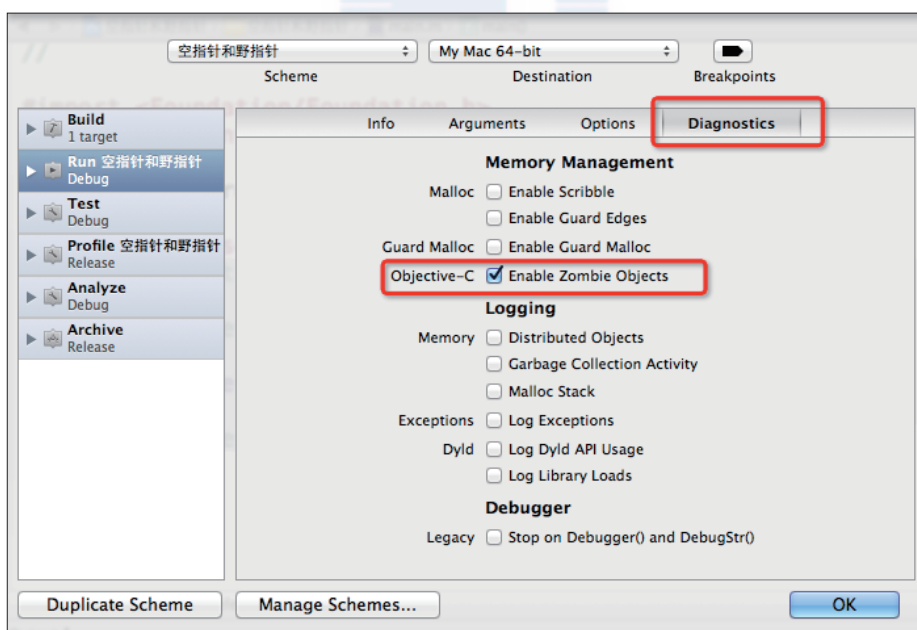 //
空指针和野指针
My Mac 64-bit
Scheme
Destination
Breakpoints
#import <Foundation/Foundation.h>
Build
1 target
Run 空指针和野指针
Debug
Test
Debug
Profile 空指针和野指针
Release
Analyze
Debug
Archive
Release
Info Arguments Options Diagnostics
Memory Management
Malloc Enable Scribble
Enable Guard Edges
Guard Malloc Enable Guard Malloc
Objective-C Enable Zombie Objects
Logging
Memory Distributed Objects
Garbage Collection Activity
Malloc Stack
Exceptions Log Exceptions
Dyld Log Dyld API Usage
Log Library Loads
Debugger
Legacy Stop on Debugger() and DebugStr()
Duplicate Scheme
Manage Schemes...
OK